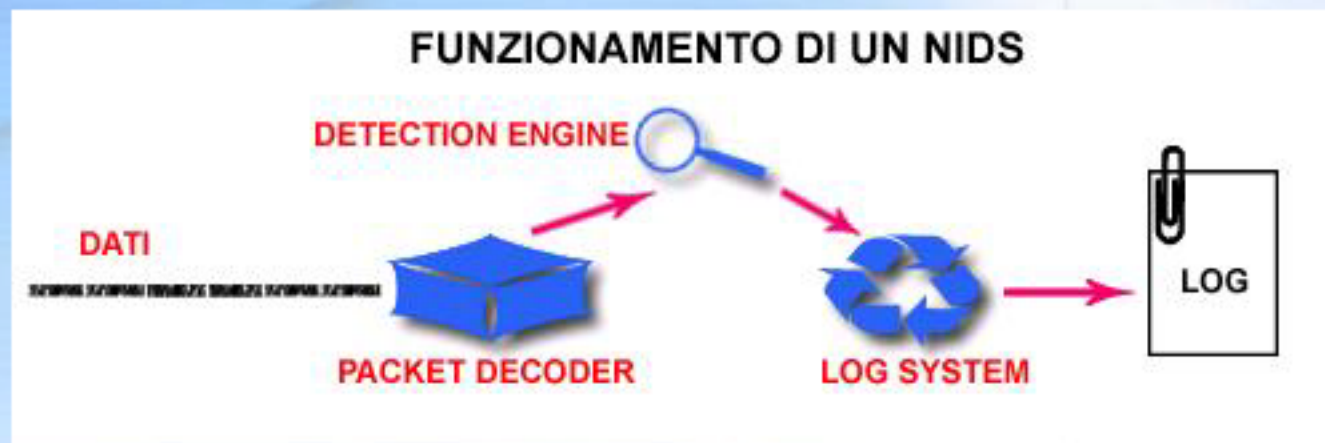 FUNZIONAMENTO DI UN NIDS
DETECTION ENGINE
DATI
PACKET DECODER
LOG SYSTEM
LOG